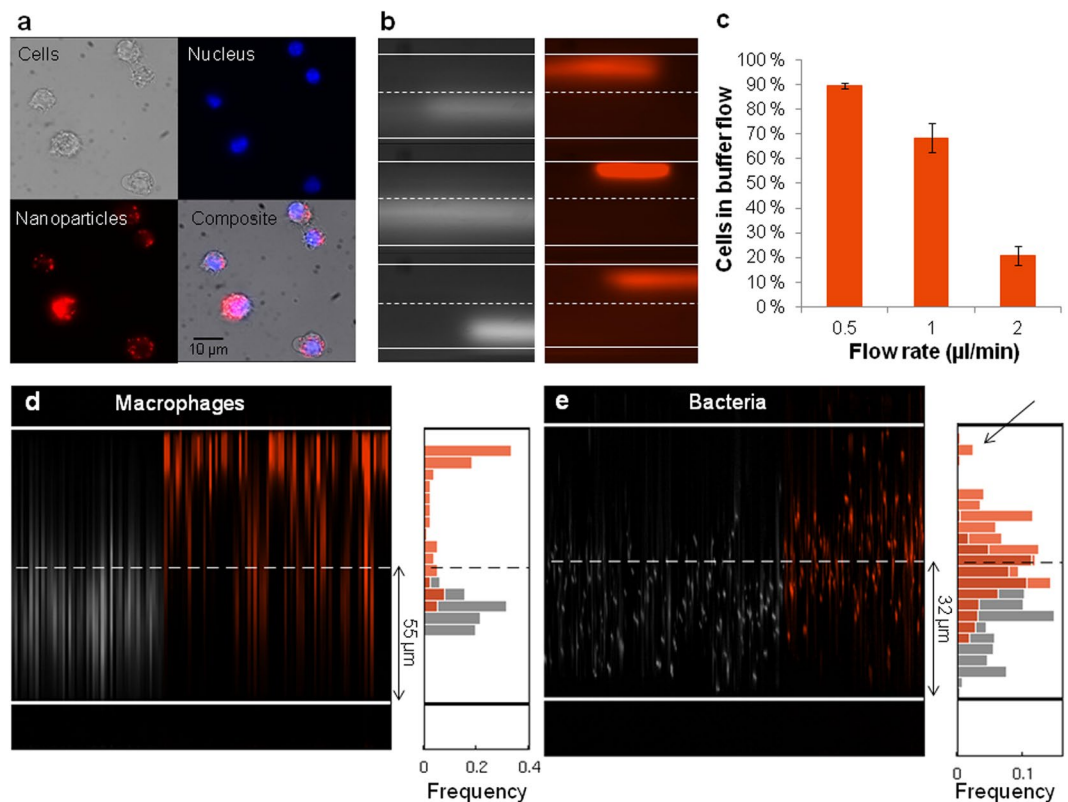 a
Cells
Nucleus
Nanoparticles
Composite
10 µm
b
c
Cells in buffer flow
100 %
90 %
80 %
70 %
60 %
50 %
40 %
30 %
20 %
10 %
0 %
0.5
1
2
Flow rate (µl/min)
d
Macrophages
55 µm
0
0.2
0.4
Frequency
e
Bacteria
32 µm
0
0.1
Frequency